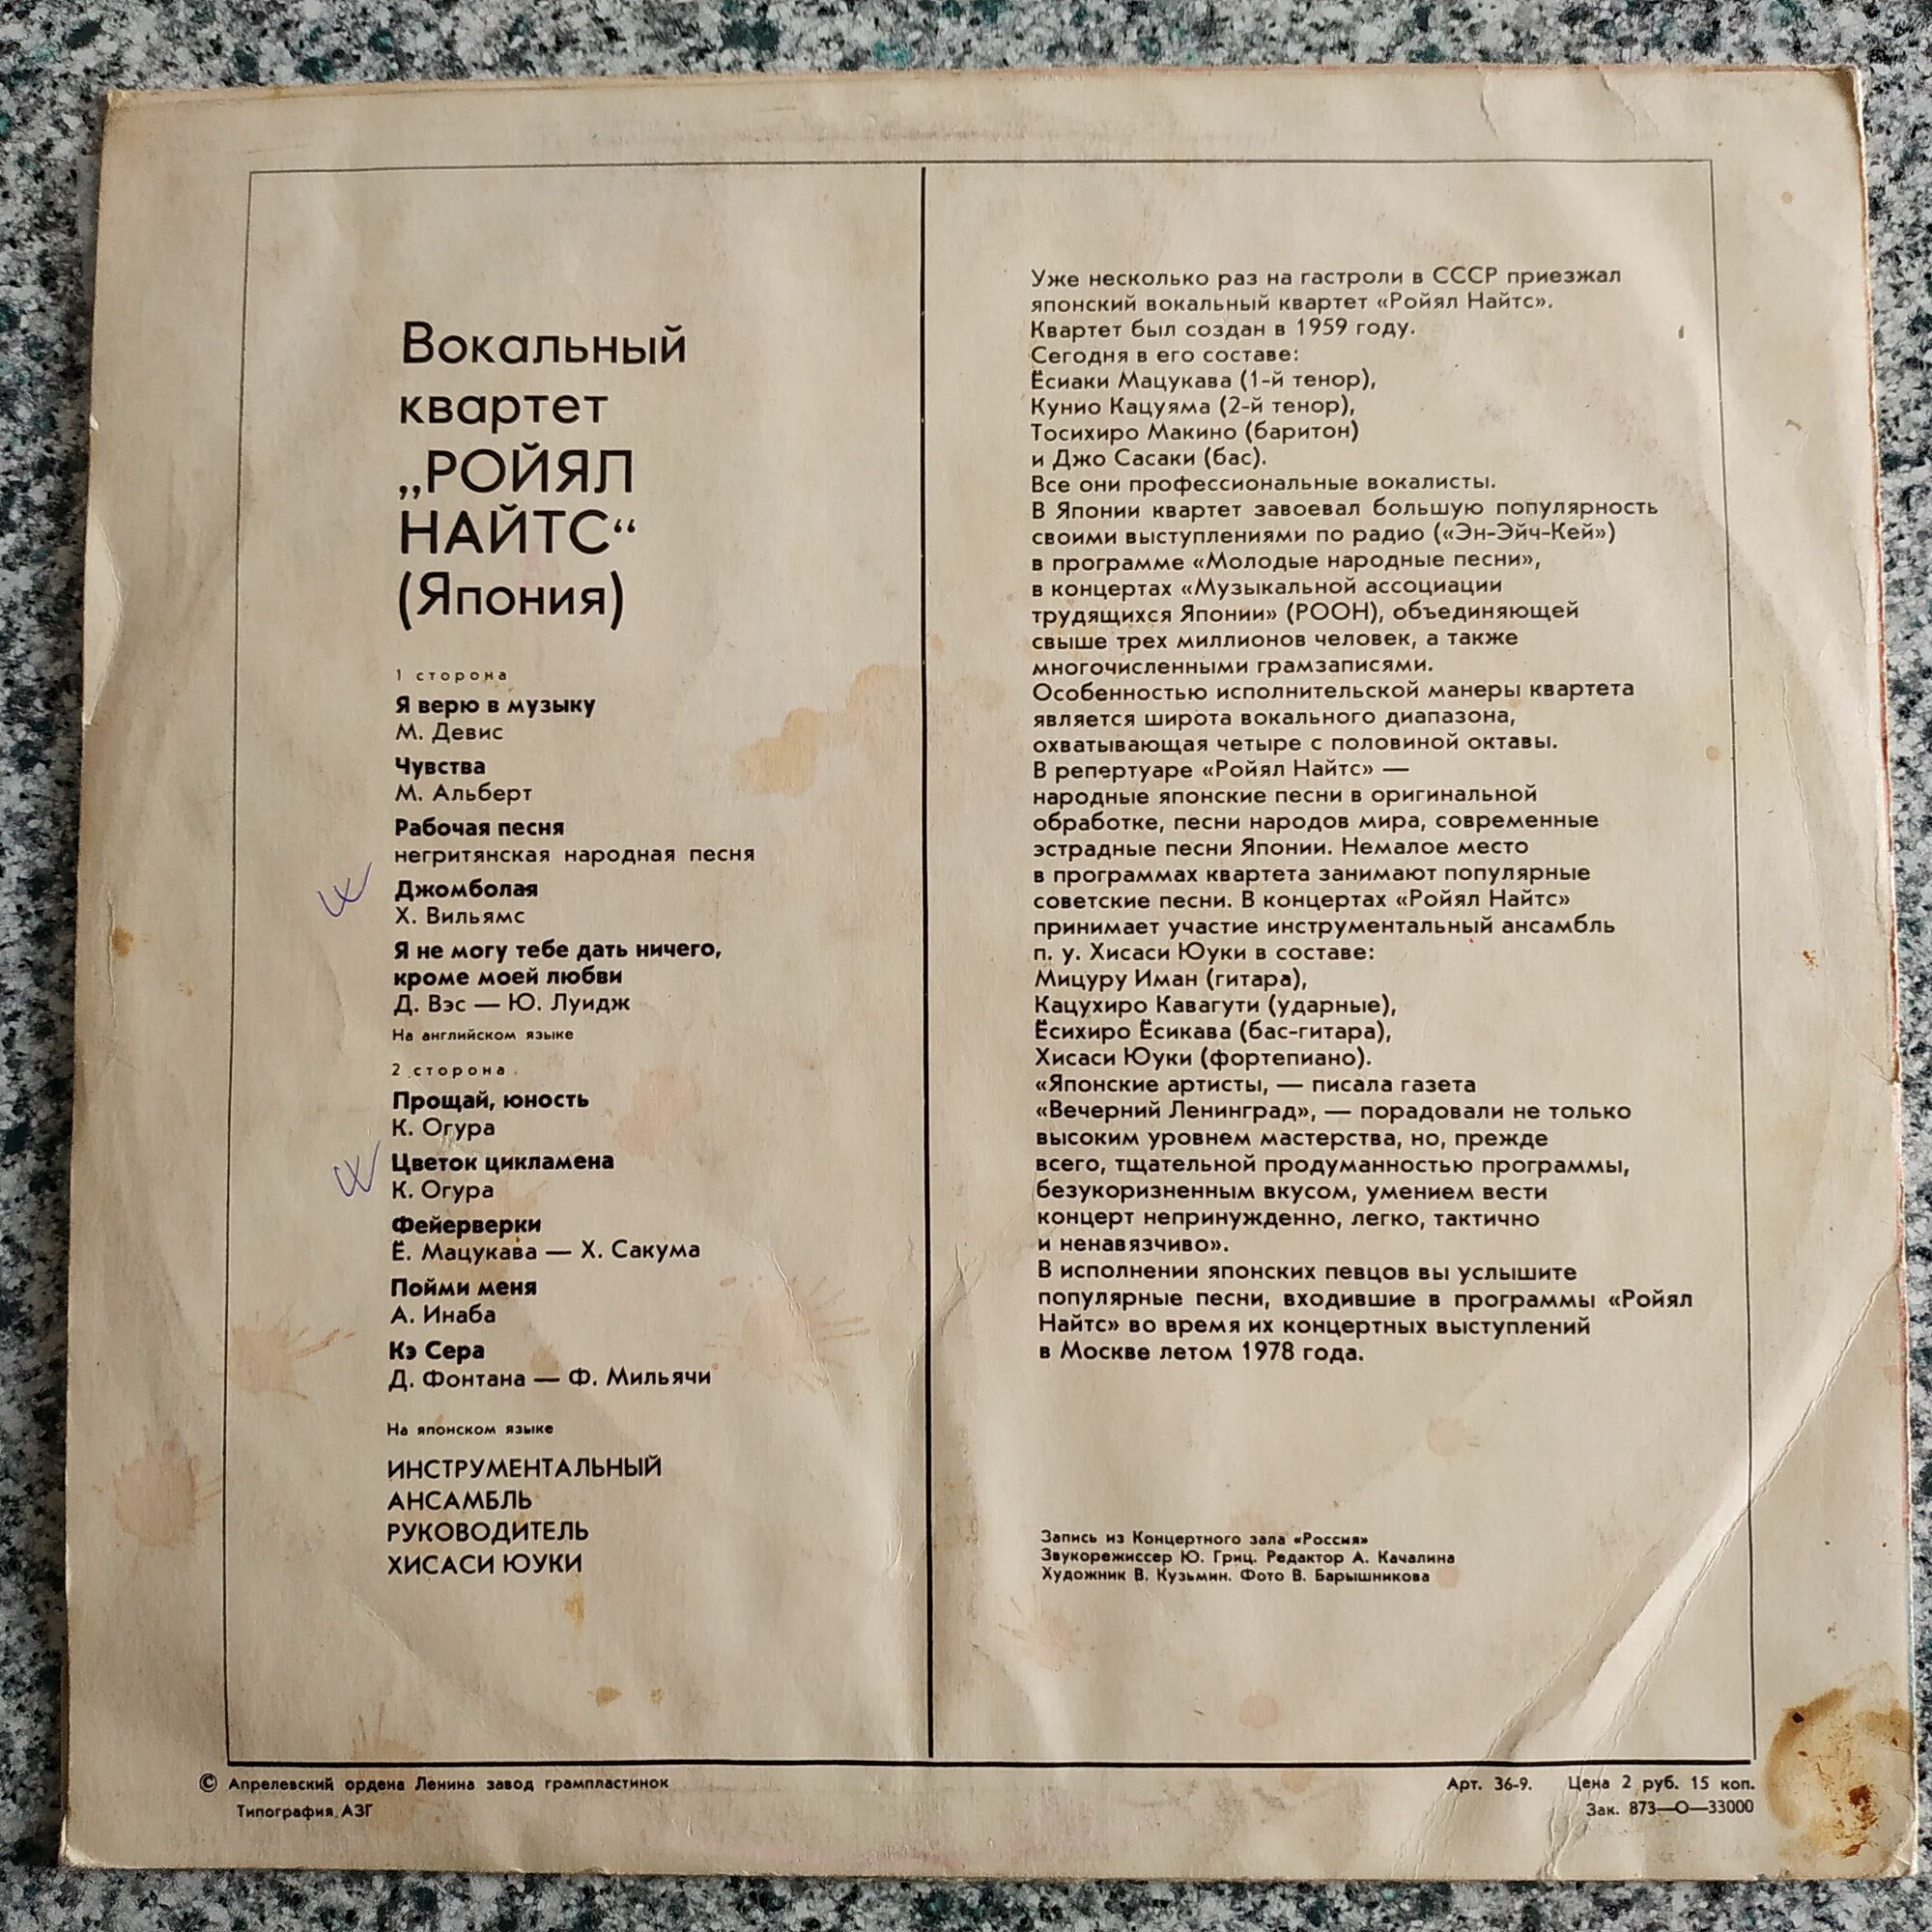 Вокальный
квартет
„РОЙЯЛ
НАЙТС“
(Япония)
1 сторона
Я верю в музыку
М. Девис
Чувства
М. Альберт
Рабочая песня
негритянская народная песня
Джомболая
Х. Вильямс
Я не могу тебе дать ничего,
кроме моей любви
Д. Вэс — Ю. Луидж
На английском языке
2 сторона
Прощай, юность
К. Огура
Цветок цикламена
К. Огура
Фейерверки
Ё. Мацукава — Х. Сакума
Пойми меня
А. Инаба
Кэ Сера
Д. Фонтана — Ф. Мильячи
На японском языке
ИНСТРУМЕНТАЛЬНЫЙ
АНСАМБЛЬ
РУКОВОДИТЕЛЬ
ХИСАСИ ЮУКИ
Уже несколько раз на гастроли в СССР приезжал
японский вокальный квартет «Ройял Найтс».
Квартет был создан в 1959 году.
Сегодня в его составе:
Ёсиаки Мацукава (1-й тенор),
Кунио Кацуяма (2-й тенор),
Тосихиро Макино (баритон)
и Джо Сасаки (бас).
Все они профессиональные вокалисты.
В Японии квартет завоевал большую популярность
своими выступлениями по радио («Эн-Эйч-Кей»)
в программе «Молодые народные песни»,
в концертах «Музыкальной ассоциации
трудящихся Японии» (РООН), объединяющей
свыше трех миллионов человек, а также
многочисленными грамзаписями.
Особенностью исполнительской манеры квартета
является широта вокального диапазона,
охватывающая четыре с половиной октавы.
В репертуаре «Ройял Найтс» —
народные японские песни в оригинальной
обработке, песни народов мира, современные
эстрадные песни Японии. Немалое место
в программах квартета занимают популярные
советские песни. В концертах «Ройял Найтс»
принимает участие инструментальный ансамбль
п. у. Хисаси Юуки в составе:
Мицуру Иман (гитара),
Кацухиро Кавагути (ударные),
Ёсихиро Ёсикава (бас-гитара),
Хисаси Юуки (фортепиано).
«Японские артисты, — писала газета
«Вечерний Ленинград», — порадовали не только
высоким уровнем мастерства, но, прежде
всего, тщательной продуманностью программы,
безукоризненным вкусом, умением вести
концерт непринужденно, легко, тактично
и ненавязчиво».
В исполнении японских певцов вы услышите
популярные песни, входившие в программы «Ройял
Найтс» во время их концертных выступлений
в Москве летом 1978 года.
Запись из Концертного зала «Россия»
Звукорежиссер Ю. Гриц. Редактор А. Качалина
Художник В. Кузьмин. Фото В. Барышникова
© Апрелевский ордена Ленина завод грампластинок
Типография АЗГ
Арт. 36-9. Цена 2 руб. 15 коп.
Зак. 873—О—33000